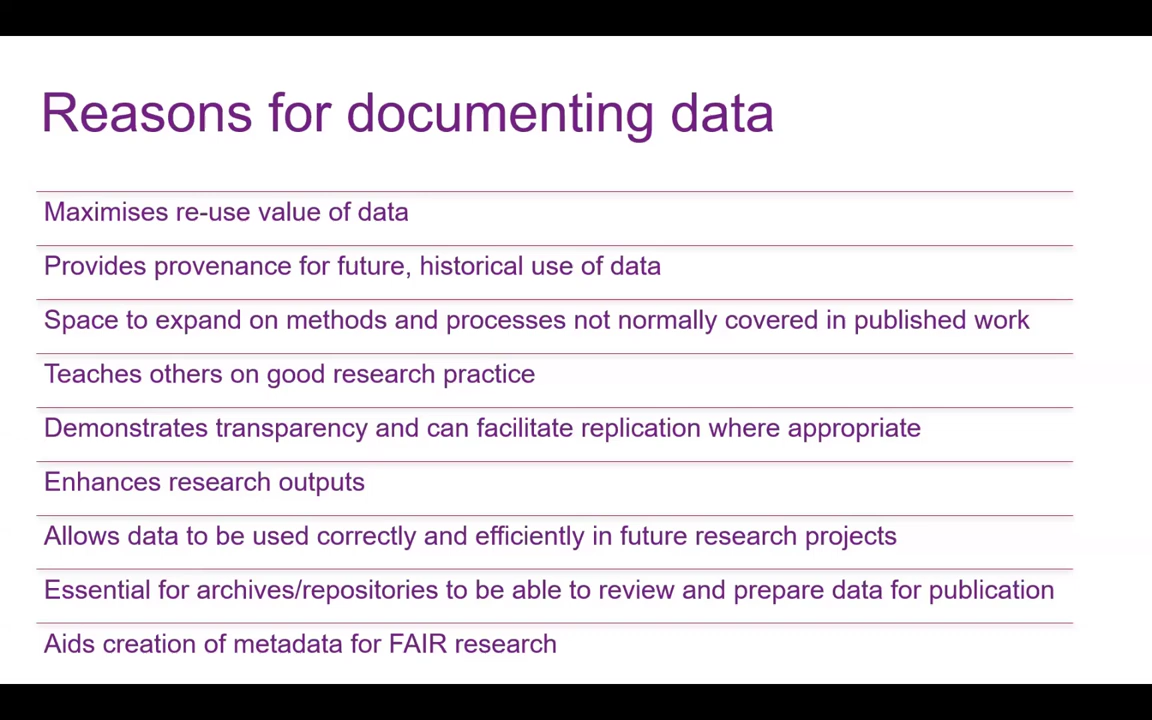 Reasons for documenting data
Maximises re-use value of data
Provides provenance for future, historical use of data
Space to expand on methods and processes not normally covered in published work
Teaches others on good research practice
Demonstrates transparency and can facilitate replication where appropriate
Enhances research outputs
Allows data to be used correctly and efficiently in future research projects
Essential for archives/repositories to be able to review and prepare data for publication
Aids creation of metadata for FAIR research